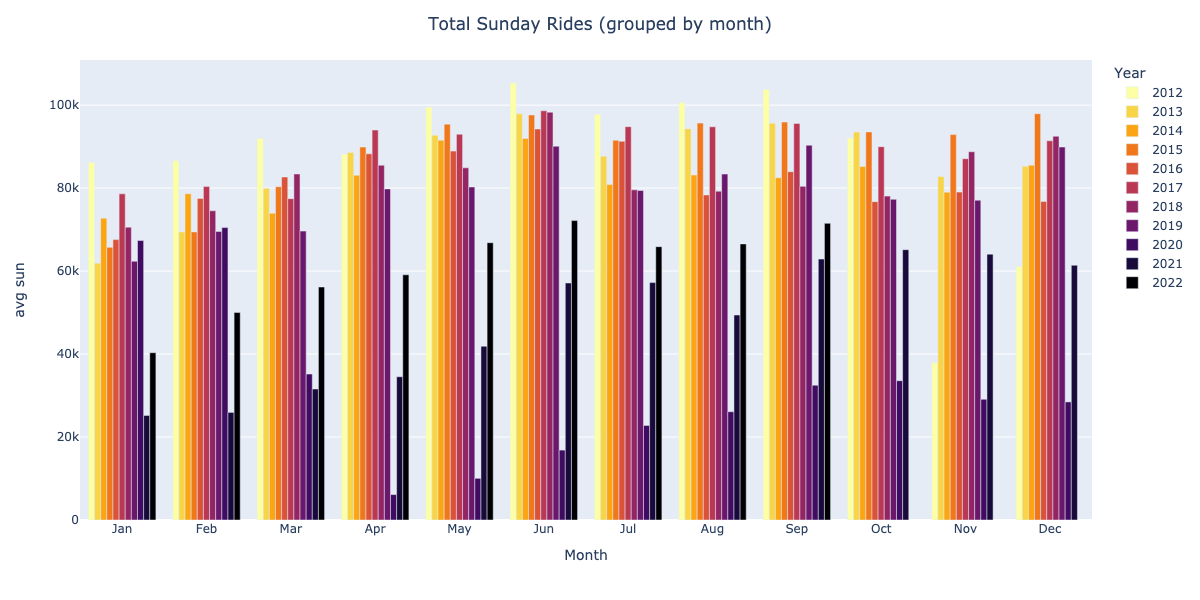 Total Sunday Rides (grouped by month)
Year
2012
2013
2014
2015
2016
2017
2018
2019
2020
2021
2022
avg sun
100k
80k
60k
40k
20k
0
Jan Feb Mar Apr May Jun Jul Aug Sep Oct Nov Dec
Month